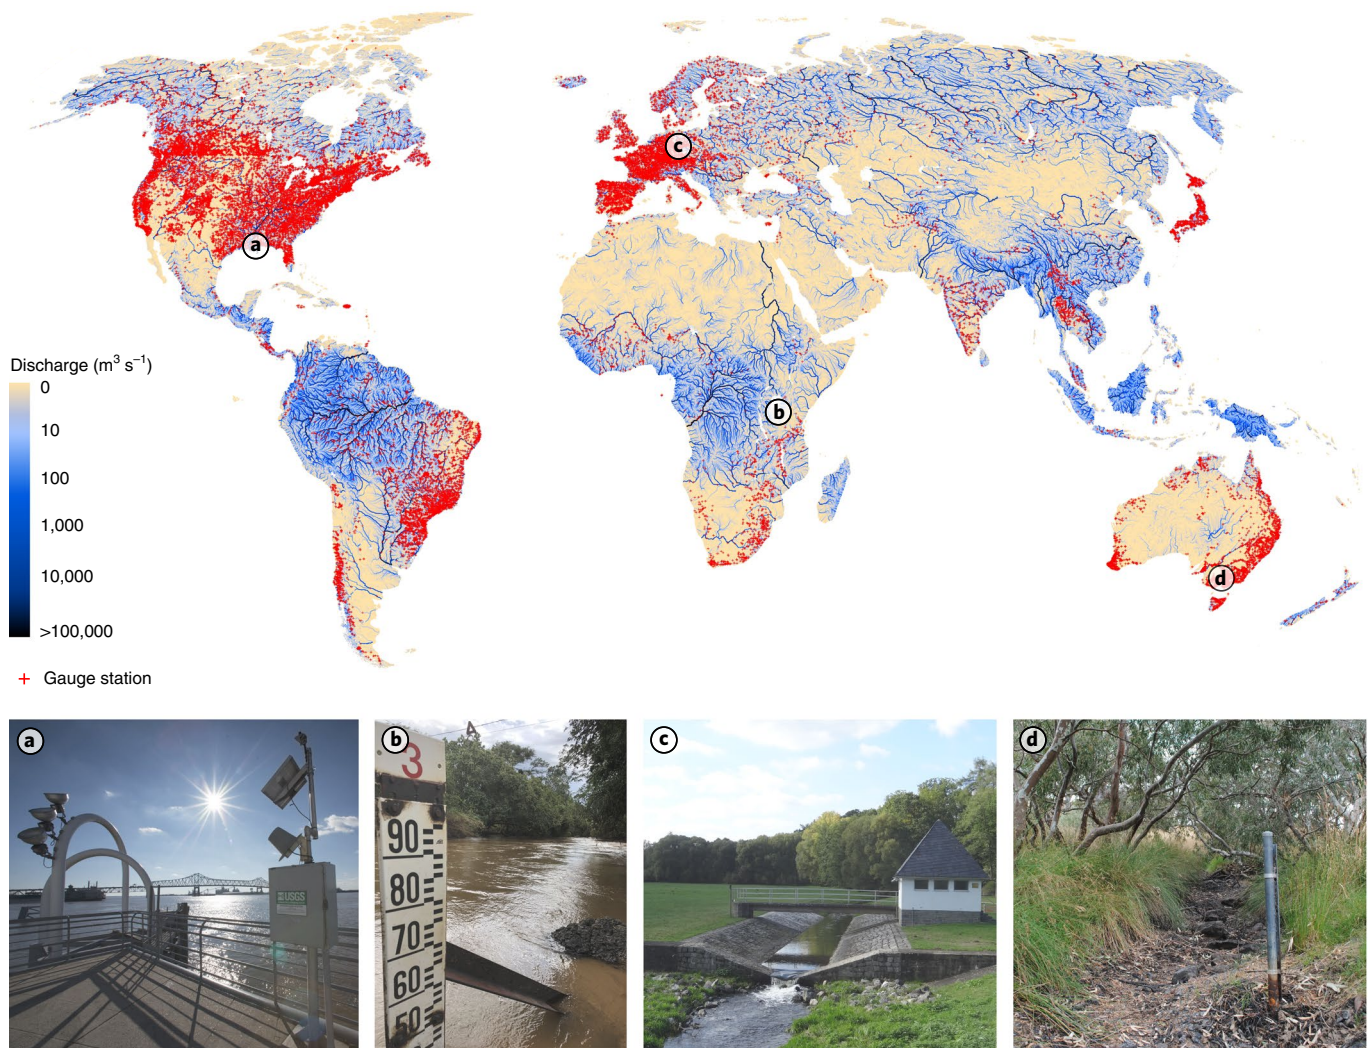 a
b
c
d
Discharge (m³ s⁻¹)
0
10
100
1,000
10,000
>100,000
+ Gauge station
a
USGS
b
3
90
80
70
60
50
c
d